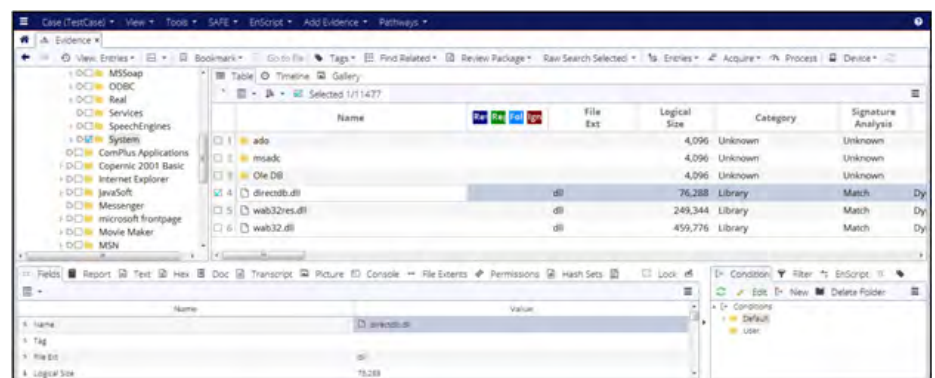 Case (TestCase) View Tools SAFE EnScript Add Evidence Pathways
Evidence x
View: Entries Bookmark Go to file Tags Find Related Review Package Raw Search Selected Entries Acquire Process Device
MSSoap
ODBC
Real
Services
SpeechEngines
System
ComPlus Applications
Copernic 2001 Basic
Internet Explorer
JavaSoft
Messenger
microsoft frontpage
Movie Maker
MSN
Table Timeline Gallery
Selected 1/11477
Name Fol Ign File Ext Logical Size Category Signature Analysis
1 ado 4,096 Unknown Unknown
2 msadc 4,096 Unknown Unknown
3 Ole DB 4,096 Unknown Unknown
4 directdb.dll dll 76,288 Library Match Dy
5 wab32res.dll dll 249,344 Library Match Dy
6 wab32.dll dll 459,776 Library Match Dy
Fields Report Text Hex Doc Transcript Picture Console File Extents Permissions Hash Sets Lock
Name Value
Name directdb.dll
Tag
File Ext dll
Logical Size 76,288
Condition Filter EnScript
Edit New Delete Folder
Conditions
Default
User